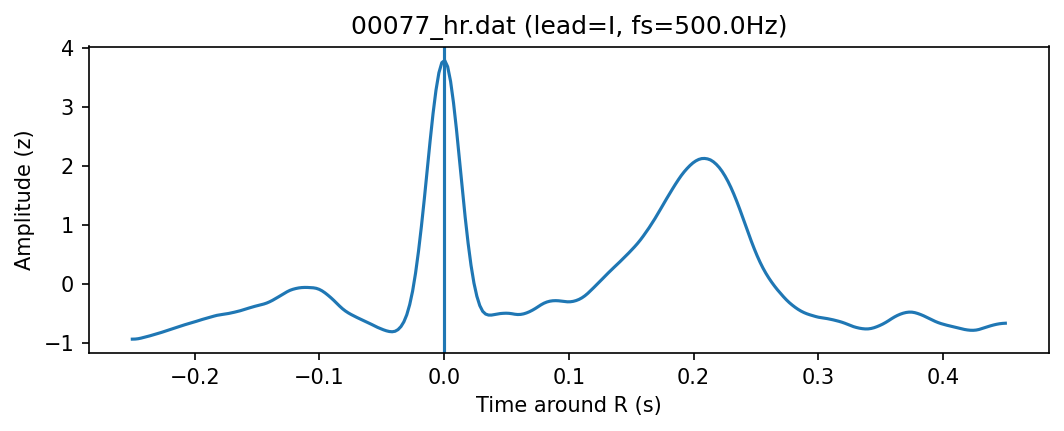 00077_hr.dat (lead=I, fs=500.0Hz)
4
3
2
1
0
−1
Amplitude (z)
−0.2 −0.1 0.0 0.1 0.2 0.3 0.4
Time around R (s)